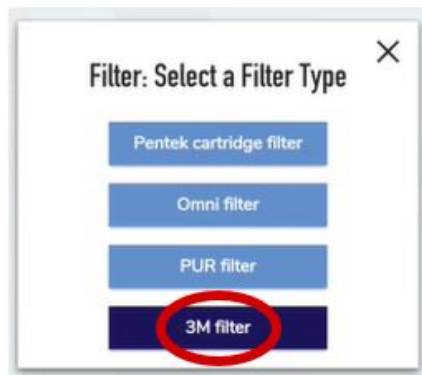 Filter: Select a Filter Type
Pentek cartridge filter
Omni filter
PUR filter
3M filter